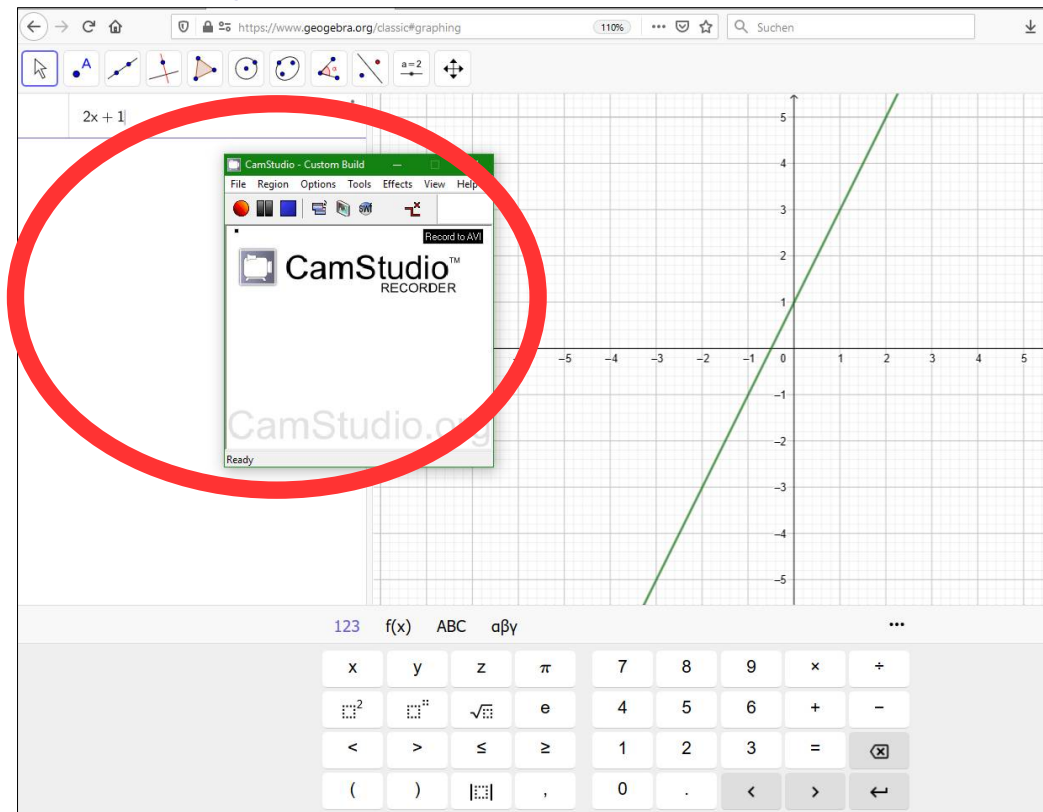 https://www.geogebra.org/classic#graphing 110% Suchen
A a=2
2x + 1
CamStudio - Custom Build
File Region Options Tools Effects View Help
Record to AVI
CamStudio™
RECORDER
CamStudio.org
Ready
5
4
3
2
1
-5 -4 -3 -2 -1 0 1 2 3 4 5
-1
-2
-3
-4
-5
123 f(x) ABC αβγ
x y z π 7 8 9 × ÷
2 √ e 4 5 6 + −
< > ≤ ≥ 1 2 3 =
( ) | | , 0 . < >